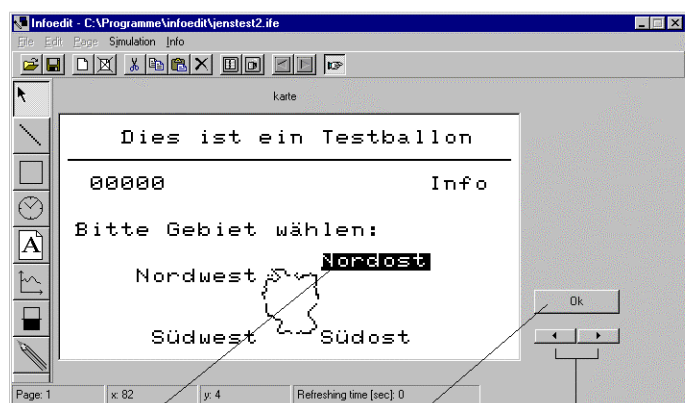 Infoedit - C:\Programme\infoedit\jenstest2.ife
File Edit Page Simulation Info
karte
Dies ist ein Testballon
00000 Info
Bitte Gebiet wählen:
Nordost
Nordwest
Ok
A
Südwest Südost
Page: 1 x: 82 y: 4 Refreshing time [sec]: 0